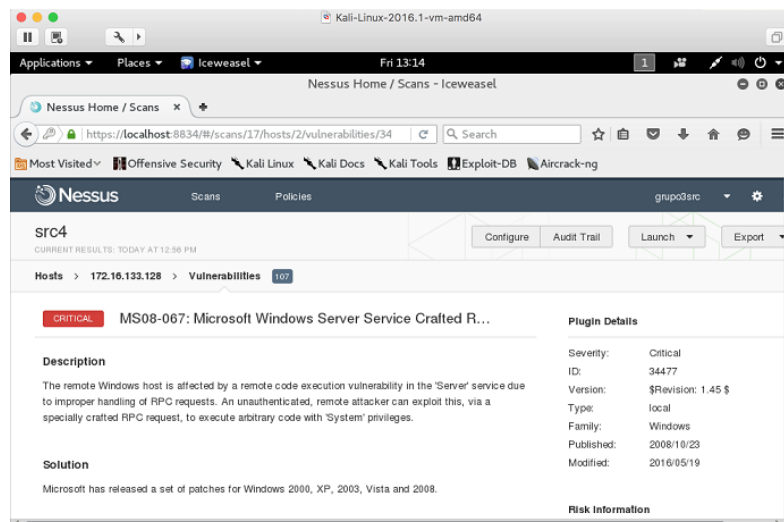 Kali-Linux-2016.1-vm-amd64
Applications Places Iceweasel Fri 13:14 1
Nessus Home / Scans - Iceweasel
Nessus Home / Scans
https://localhost:8834/#/scans/17/hosts/2/vulnerabilities/34 Search
Most Visited Offensive Security Kali Linux Kali Docs Kali Tools Exploit-DB Aircrack-ng
Nessus Scans Policies grupo3src
src4
Configure Audit Trail Launch Export
CURRENT RESULTS: TODAY AT 12:56 PM
Hosts > 172.16.133.128 > Vulnerabilities 107
CRITICAL MS08-067: Microsoft Windows Server Service Crafted R...
Plugin Details
Description
Severity: Critical
ID: 34477
The remote Windows host is affected by a remote code execution vulnerability in the 'Server' service due
to improper handling of RPC requests. An unauthenticated, remote attacker can exploit this, via a
specially crafted RPC request, to execute arbitrary code with 'System' privileges.
Version: $Revision: 1.45 $
Type: local
Family: Windows
Published: 2008/10/23
Modified: 2016/05/19
Solution
Microsoft has released a set of patches for Windows 2000, XP, 2003, Vista and 2008.
Risk Information